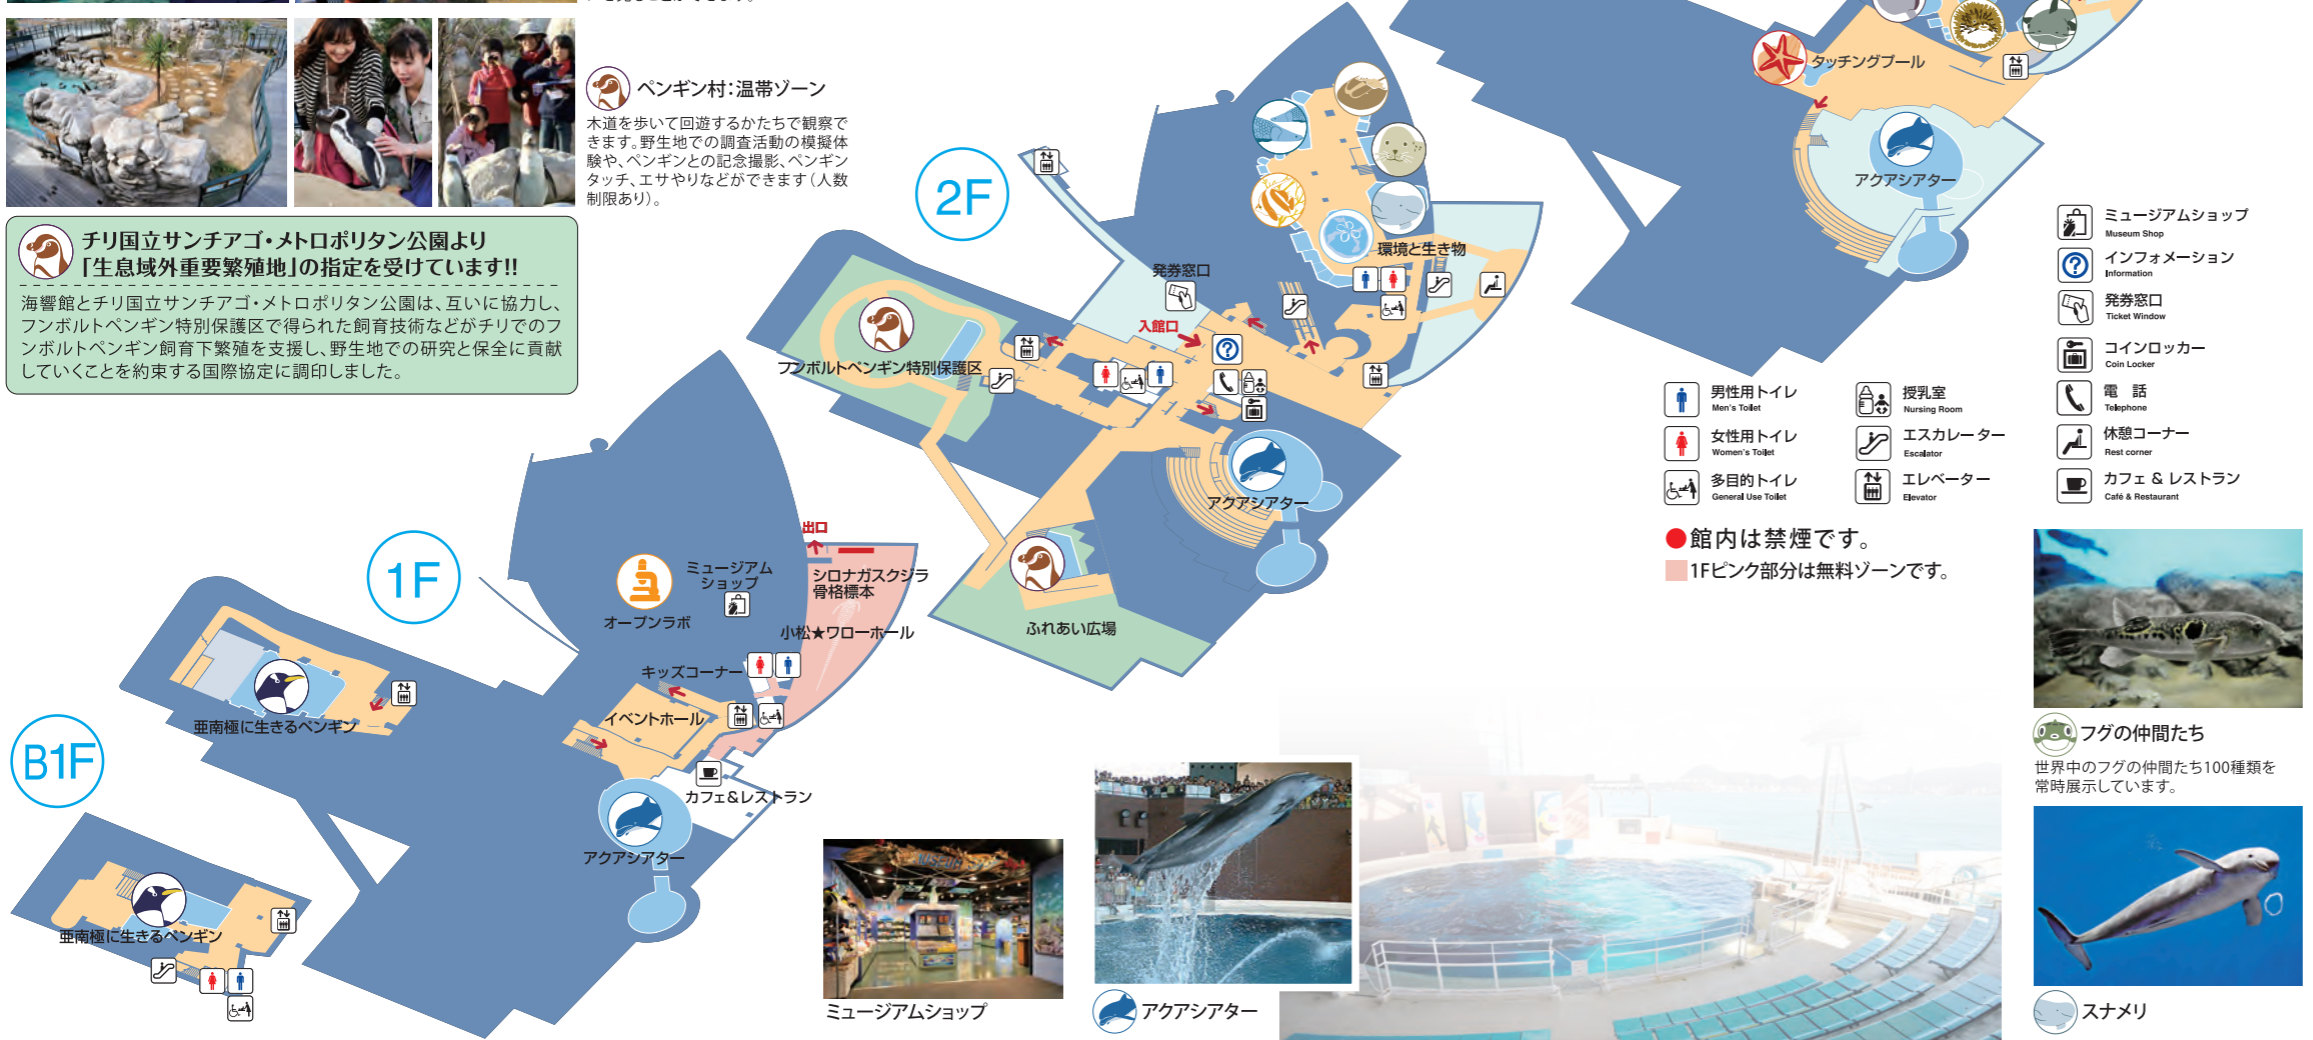 ペンギン村：温帯ゾーン
木道を歩いて回遊するかたちで観察で
きます。野生地での調査活動の模擬体
験や、ペンギンとの記念撮影、ペンギン
タッチ、エサやりなどができます（人数
制限あり）。
チリ国立サンチアゴ・メトロポリタン公園より
「生息域外重要繁殖地」の指定を受けています!!
海響館とチリ国立サンチアゴ・メトロポリタン公園は、互いに協力し、
フンボルトペンギン特別保護区で得られた飼育技術などがチリでのフ
ンボルトペンギン飼育下繁殖を支援し、野生地での研究と保全に貢献
していくことを約束する国際協定に調印しました。
タッチングプール
アクアシアター
2F
環境と生き物
発券窓口
入館口
フンボルトペンギン特別保護区
アクアシアター
ふれあい広場
1F
出口
ミュージアム
ショップ
シロナガスクジラ
骨格標本
オープンラボ
小松★ワローホール
キッズコーナー
イベントホール
亜南極に生きるペンギン
カフェ&レストラン
アクアシアター
B1F
亜南極に生きるペンギン
男性用トイレ
Men's Toilet
女性用トイレ
Women's Toilet
多目的トイレ
General Use Toilet
授乳室
Nursing Room
エスカレーター
Escalator
エレベーター
Elevator
ミュージアムショップ
Museum Shop
インフォメーション
Information
発券窓口
Ticket Window
コインロッカー
Coin Locker
電 話
Telephone
休憩コーナー
Rest corner
カフェ & レストラン
Café & Restaurant
●館内は禁煙です。
1Fピンク部分は無料ゾーンです。
ミュージアムショップ
アクアシアター
フグの仲間たち
世界中のフグの仲間たち100種類を
常時展示しています。
スナメリ